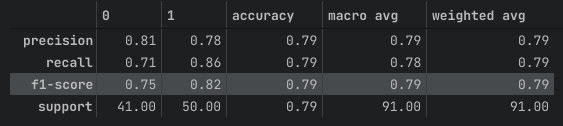 0 1 accuracy macro avg weighted avg
precision 0.81 0.78 0.79 0.79 0.79
recall 0.71 0.86 0.79 0.78 0.79
f1-score 0.75 0.82 0.79 0.79 0.79
support 41.00 50.00 0.79 91.00 91.00